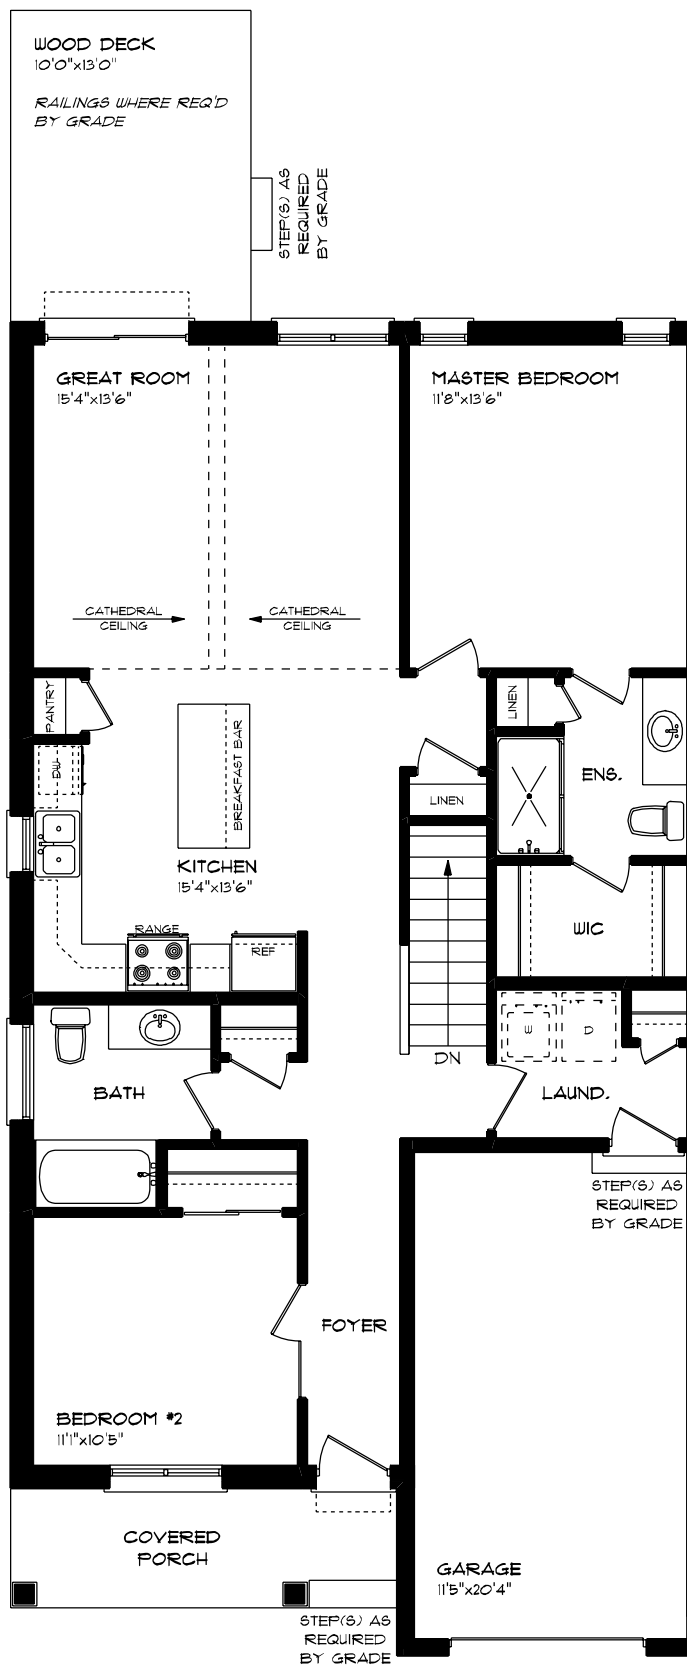 WOOD DECK
10'0"x13'0"
RAILINGS WHERE REQ'D
BY GRADE
STEP(S) AS
REQUIRED
BY GRADE
GREAT ROOM
15'4"x13'6"
MASTER BEDROOM
11'8"x13'6"
CATHEDRAL
CEILING
CATHEDRAL
CEILING
PANTRY
LINEN
BREAKFAST BAR
DW
ENS.
LINEN
KITCHEN
15'4"x13'6"
RANGE
REF
WIC
W
D
DN
BATH
LAUND.
STEP(S) AS
REQUIRED
BY GRADE
FOYER
BEDROOM #2
11'1"x10'5"
COVERED
PORCH
GARAGE
11'5"x20'4"
STEP(S) AS
REQUIRED
BY GRADE